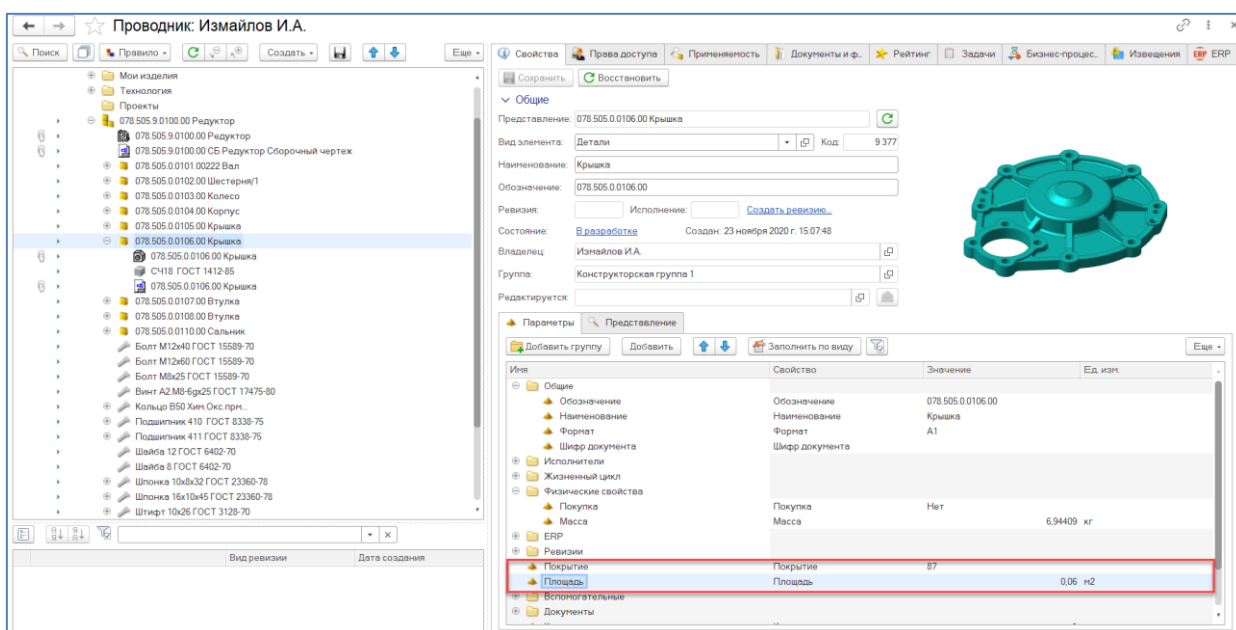 Проводник: Измайлов И.А.
Поиск Правило Создать Еще
Мои изделия
Технология
Проекты
078.505.9.0100.00 Редуктор
078.505.9.0100.00 Редуктор
078.505.9.0100.00 СБ Редуктор Сборочный чертеж
078.505.0.0101.00222 Вал
078.505.0.0102.00 Шестерня/1
078.505.0.0103.00 Колесо
078.505.0.0104.00 Корпус
078.505.0.0105.00 Крышка
078.505.0.0106.00 Крышка
078.505.0.0106.00 Крышка
СЧ18 ГОСТ 1412-85
078.505.0.0106.00 Крышка
078.505.0.0107.00 Втулка
078.505.0.0108.00 Втулка
078.505.0.0110.00 Сальник
Болт М12х40 ГОСТ 15589-70
Болт М12х60 ГОСТ 15589-70
Болт М8х25 ГОСТ 15589-70
Винт А2.М8-6gх25 ГОСТ 17475-80
Кольцо В50 Хим.Окс.прм...
Подшипник 410 ГОСТ 8338-75
Подшипник 411 ГОСТ 8338-75
Шайба 12 ГОСТ 6402-70
Шайба 8 ГОСТ 6402-70
Шпонка 10х8х32 ГОСТ 23360-78
Шпонка 16х10х45 ГОСТ 23360-78
Штифт 10х26 ГОСТ 3128-70
Вид ревизии Дата создания
Свойства Права доступа Применяемость Документы и ф.. Рейтинг Задачи Бизнес-процес.. Извещения ERP ERP
Сохранить Восстановить
Общие
Представление: 078.505.0.0106.00 Крышка
Вид элемента: Детали Код: 9 377
Наименование: Крышка
Обозначение: 078.505.0.0106.00
Ревизия: Исполнение: Создать ревизию...
Состояние: В разработке Создан: 23 ноября 2020 г. 15:07:48
Владелец: Измайлов И.А.
Группа: Конструкторская группа 1
Редактируется:
Параметры Представление
Добавить группу Добавить Заполнить по виду Еще
Имя Свойство Значение Ед. изм.
Общие
Обозначение Обозначение 078.505.0.0106.00
Наименование Наименование Крышка
Формат Формат А1
Шифр документа Шифр документа
Исполнители
Жизненный цикл
Физические свойства
Покупка Покупка Нет
Масса Масса 6,94409 кг
ERP
Ревизии
Покрытие Покрытие 87
Площадь Площадь 0,06 м2
Вспомогательные
Документы